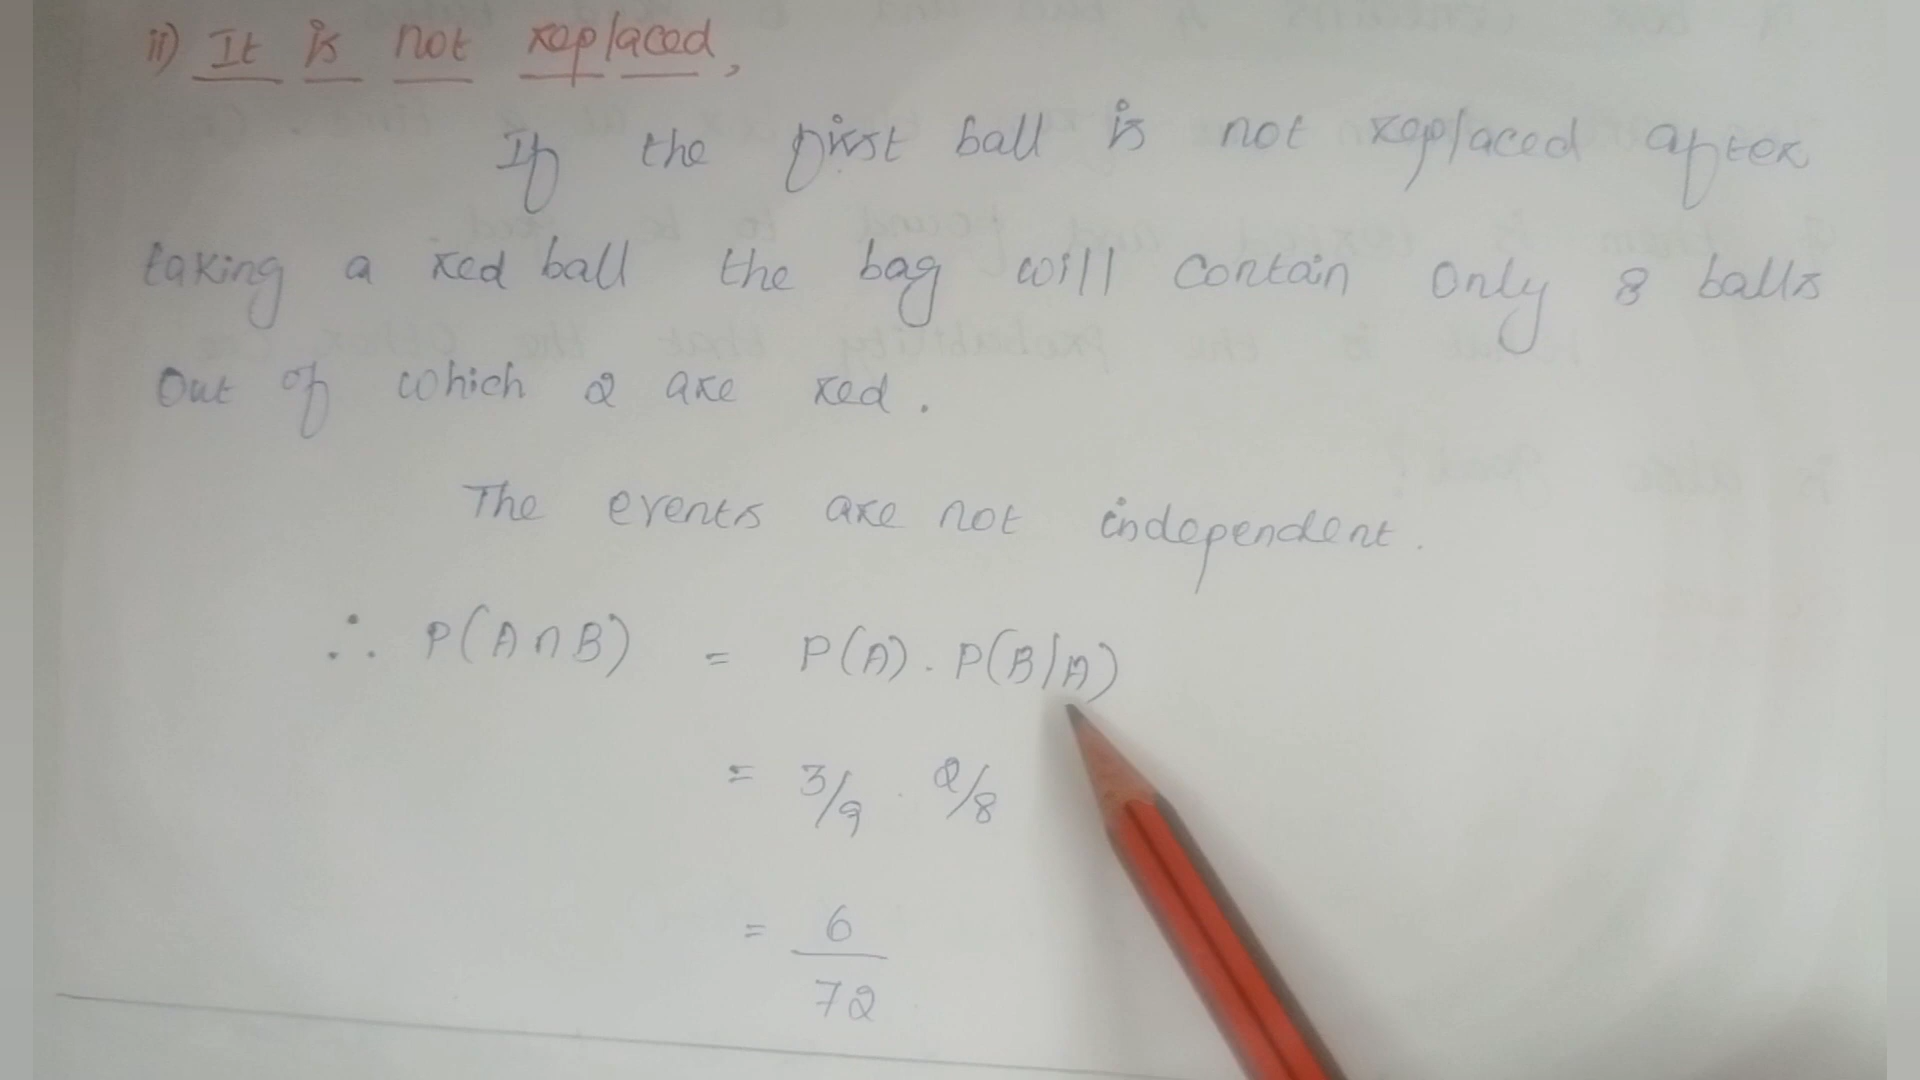 ii) It is not replaced,
If the first ball is not replaced after
taking a red ball the bag will contain only 8 balls
Out of which 2 are red.
The events are not independent.
∴ P(A∩B) = P(A). P(B/A)
= 3/9 . 2/8
= 6/72